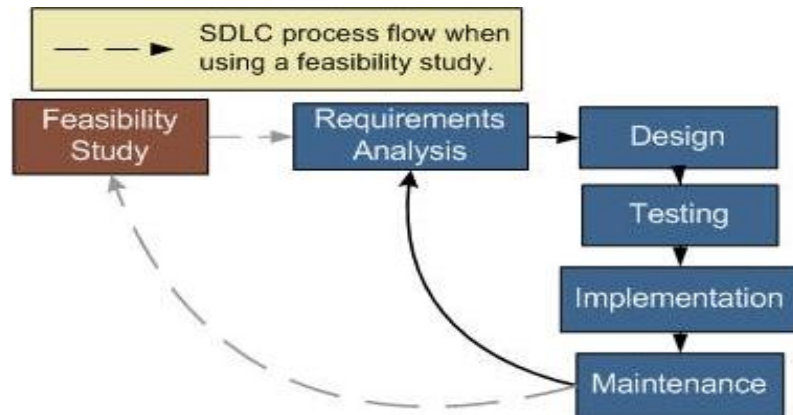 SDLC process flow when
using a feasibility study.
Feasibility
Study
Requirements
Analysis
Design
Testing
Implementation
Maintenance